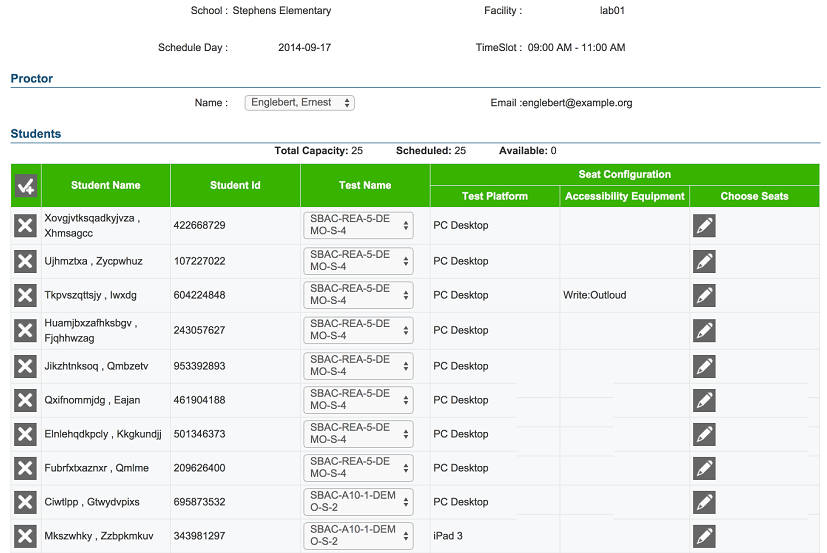 School : Stephens Elementary Facility : lab01
Schedule Day : 2014-09-17 TimeSlot : 09:00 AM - 11:00 AM
Proctor
Name : Englebert, Ernest Email :englebert@example.org
Students
Total Capacity: 25 Scheduled: 25 Available: 0
Student Name Student Id Test Name Seat Configuration
Test Platform Accessibility Equipment Choose Seats
Xovgjvtksqadkyjvza , Xhmsagcc 422668729 SBAC-REA-5-DEMO-S-4 PC Desktop
Ujhmztxa , Zycpwhuz 107227022 SBAC-REA-5-DEMO-S-4 PC Desktop
Tkpvszqttsjy , Iwxdg 604224848 SBAC-REA-5-DEMO-S-4 PC Desktop Write:Outloud
Huamjbxzafhksbgv , Fjqhhwzag 243057627 SBAC-REA-5-DEMO-S-4 PC Desktop
Jikzhtnksoq , Qmbzetv 953392893 SBAC-REA-5-DEMO-S-4 PC Desktop
Qxifnommjdg , Eajan 461904188 SBAC-REA-5-DEMO-S-4 PC Desktop
Elnlehqdkpcly , Kkgkundjj 501346373 SBAC-REA-5-DEMO-S-4 PC Desktop
Fubrfxtxaznxr , Qmlme 209626400 SBAC-REA-5-DEMO-S-4 PC Desktop
Ciwtlpp , Gtwydvpixs 695873532 SBAC-A10-1-DEMO-S-2 PC Desktop
Mkszwhky , Zzbpkmkuv 343981297 SBAC-A10-1-DEMO-S-2 iPad 3